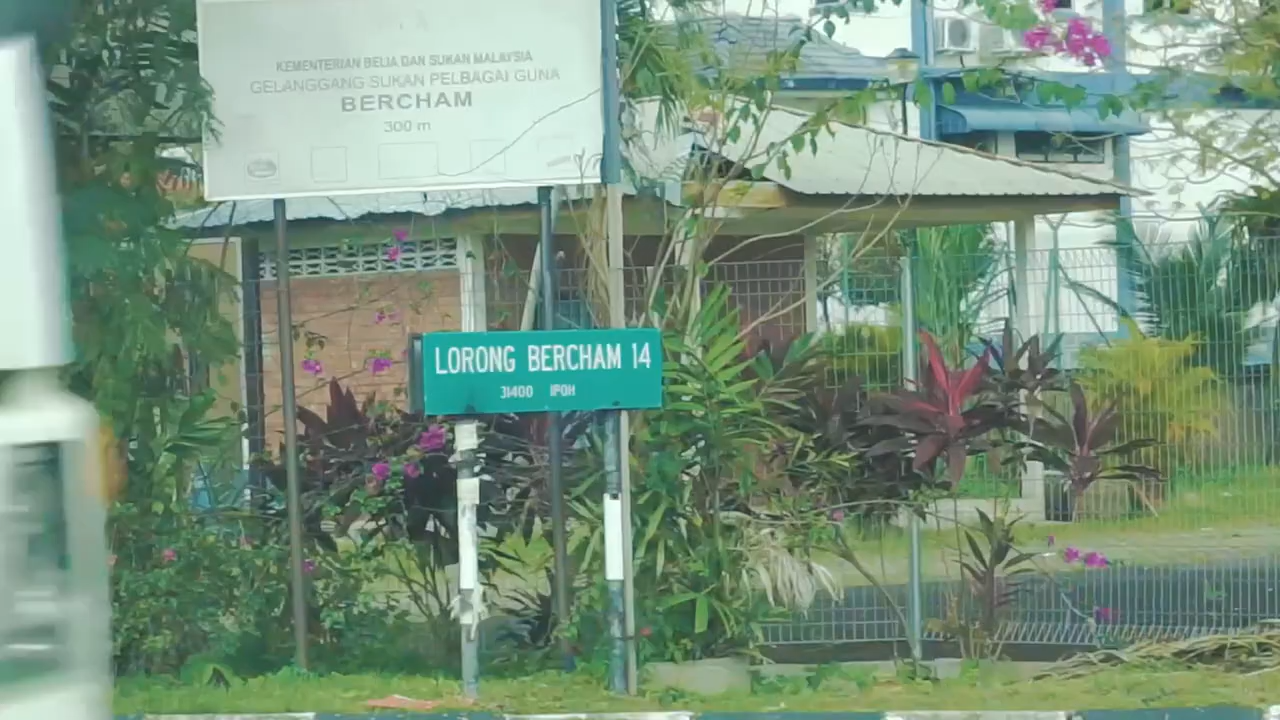 KEMENTERIAN BELIA DAN SUKAN MALAYSIA
GELANGGANG SUKAN PELBAGAI GUNA
BERCHAM
300 m
LORONG BERCHAM 14
31400 IPOH